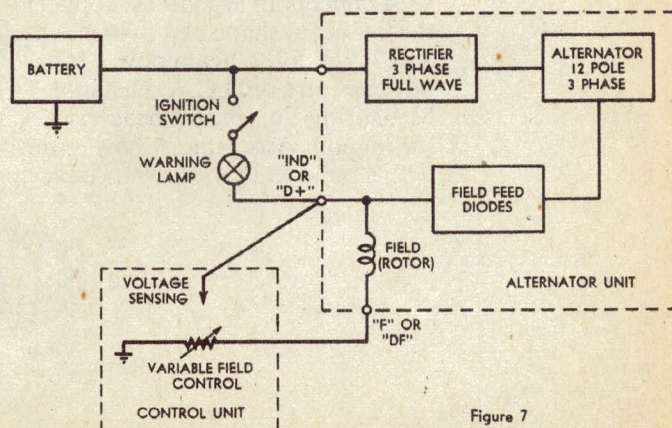 BATTERY
RECTIFIER
3 PHASE
FULL WAVE
ALTERNATOR
12 POLE
3 PHASE
IGNITION
SWITCH
WARNING
LAMP
"IND"
OR
"D+"
FIELD FEED
DIODES
FIELD
(ROTOR)
ALTERNATOR UNIT
VOLTAGE
SENSING
"F" OR
"DF"
VARIABLE FIELD
CONTROL
CONTROL UNIT
Figure 7